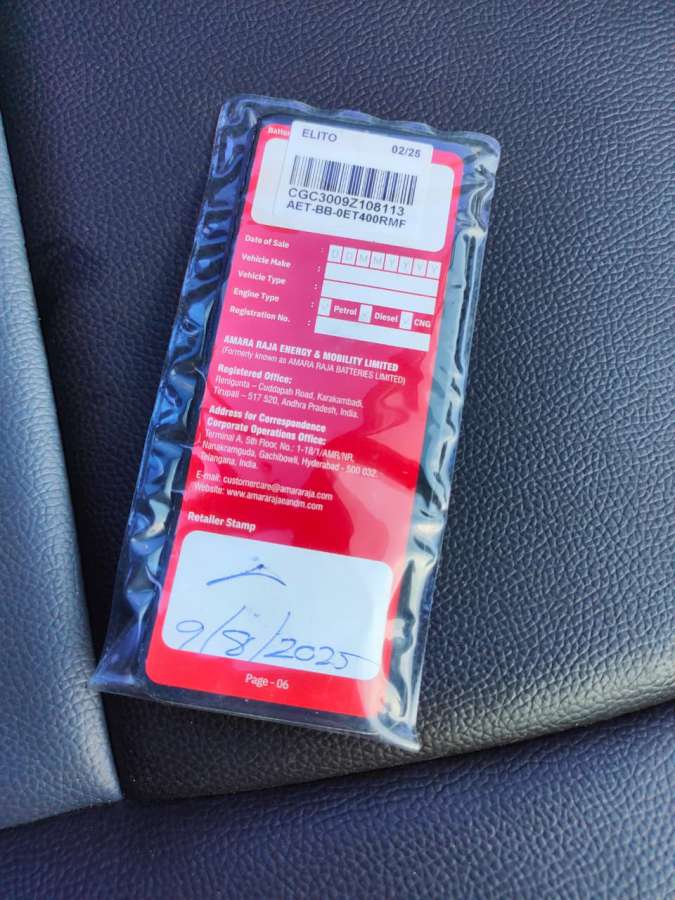 Batte
ELITO
02/25
CGC3009Z108113
AET-BB-0ET400RMF
Date of Sale : D D M M Y Y Y Y
Vehicle Make :
Vehicle Type :
Engine Type : Petrol Diesel CNG
Registration No. :
AMARA RAJA ENERGY & MOBILITY LIMITED
(Formerly known as AMARA RAJA BATTERIES LIMITED)
Registered Office:
Renigunta – Cuddapah Road, Karakambadi,
Tirupati – 517 520, Andhra Pradesh, India.
Address for Correspondence
Corporate Operations Office:
Terminal A, 5th Floor, No.: 1-18/1/AMR/NR,
Nanakramguda, Gachibowli, Hyderabad - 500 032.
Telangana, India.
E-mail: customercare@amararaja.com
Website: www.amararajaeandm.com
Retailer Stamp
9/8/2025
Page - 06